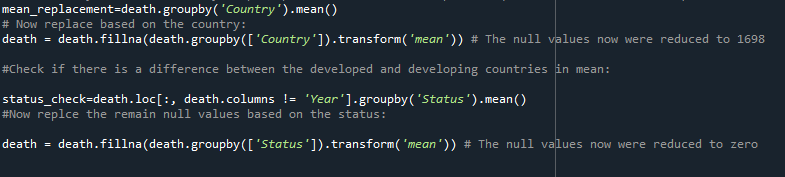 mean_replacement=death.groupby('Country').mean()
# Now replace based on the country:
death = death.fillna(death.groupby(['Country']).transform('mean')) # The null values now were reduced to 1698
#Check if there is a difference between the developed and developing countries in mean:
status_check=death.loc[:, death.columns != 'Year'].groupby('Status').mean()
#Now replce the remain null values based on the status:
death = death.fillna(death.groupby(['Status']).transform('mean')) # The null values now were reduced to zero